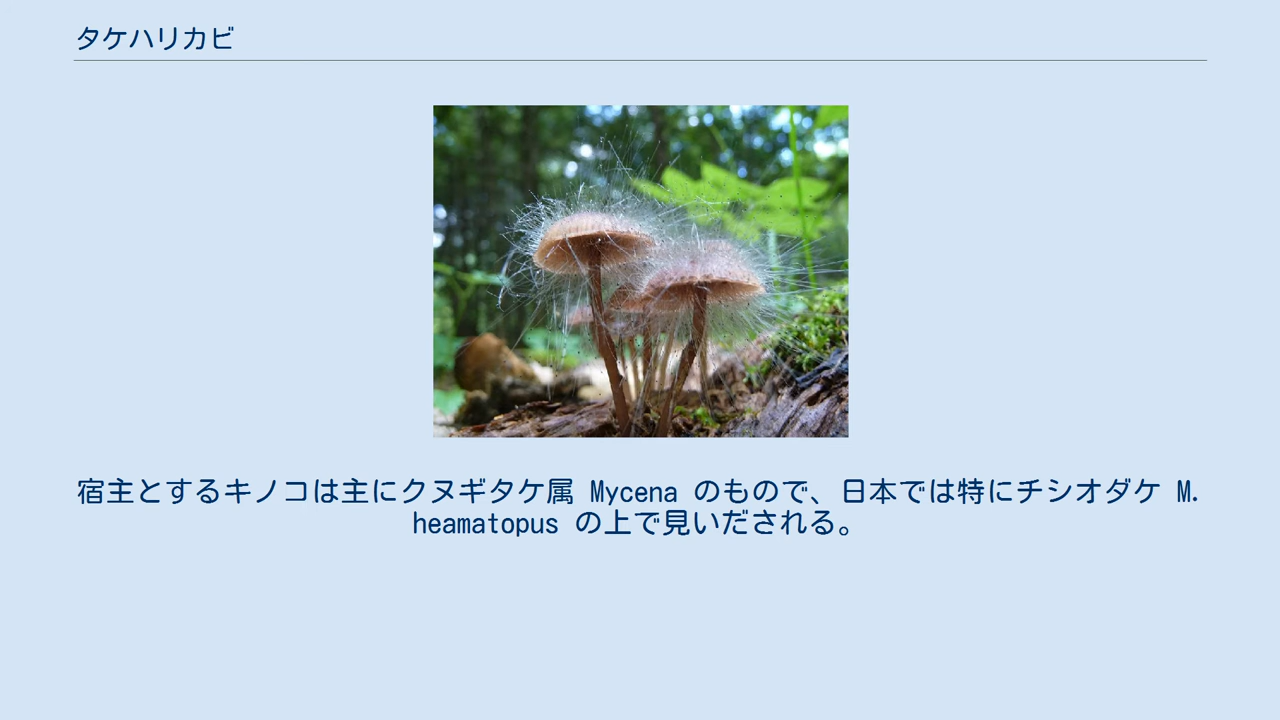 タケハリカビ
宿主とするキノコは主にクヌギタケ属 Mycena のもので、日本では特にチシオダケ M.
heamatopus の上で見いだされる。